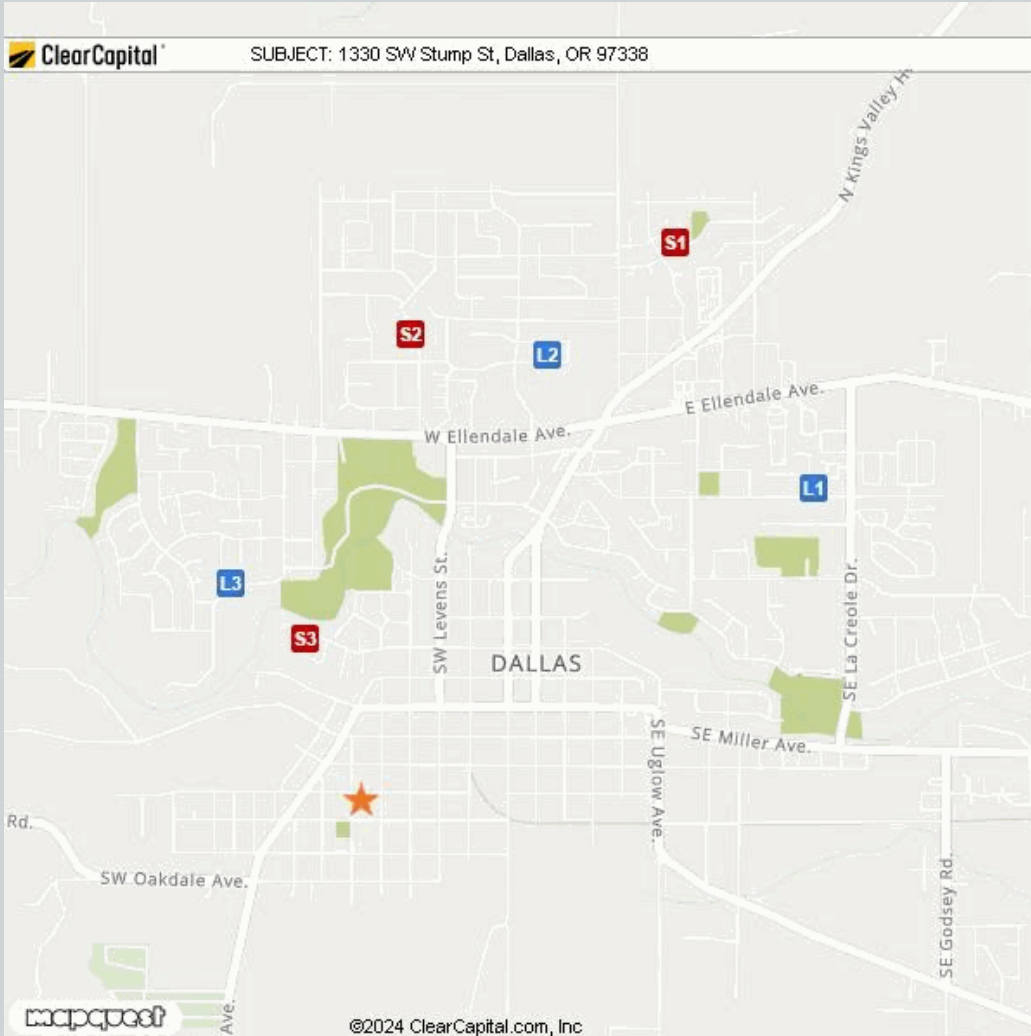 ClearCapital
SUBJECT: 1330 SW Stump St, Dallas, OR 97338
N Kings Valley H
S1
S2
L2
E Ellendale Ave.
W Ellendale Ave.
L1
L3
SW Levens St.
SE La Creole Dr.
S3
DALLAS
SE Uglow Ave.
SE Miller Ave.
Rd.
SW Oakdale Ave.
SE Godsey Rd.
Ave.
mapquest
©2024 ClearCapital.com, Inc